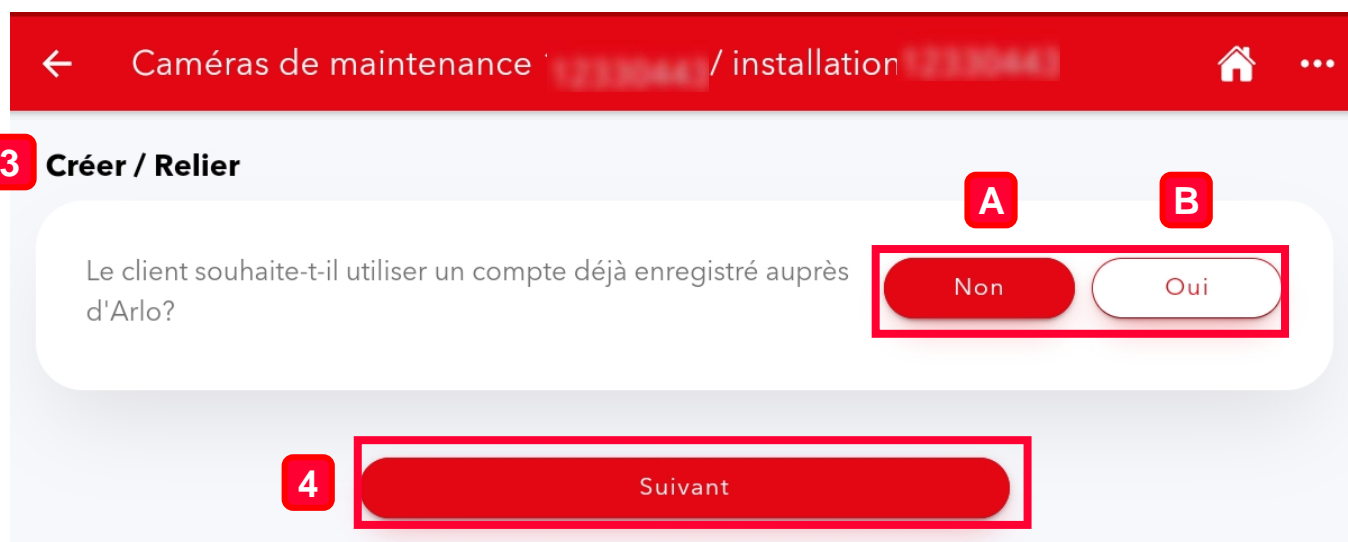 Caméras de maintenance / installation
3 Créer / Relier
A B
Le client souhaite-t-il utiliser un compte déjà enregistré auprès
d'Arlo?
Non Oui
4 Suivant